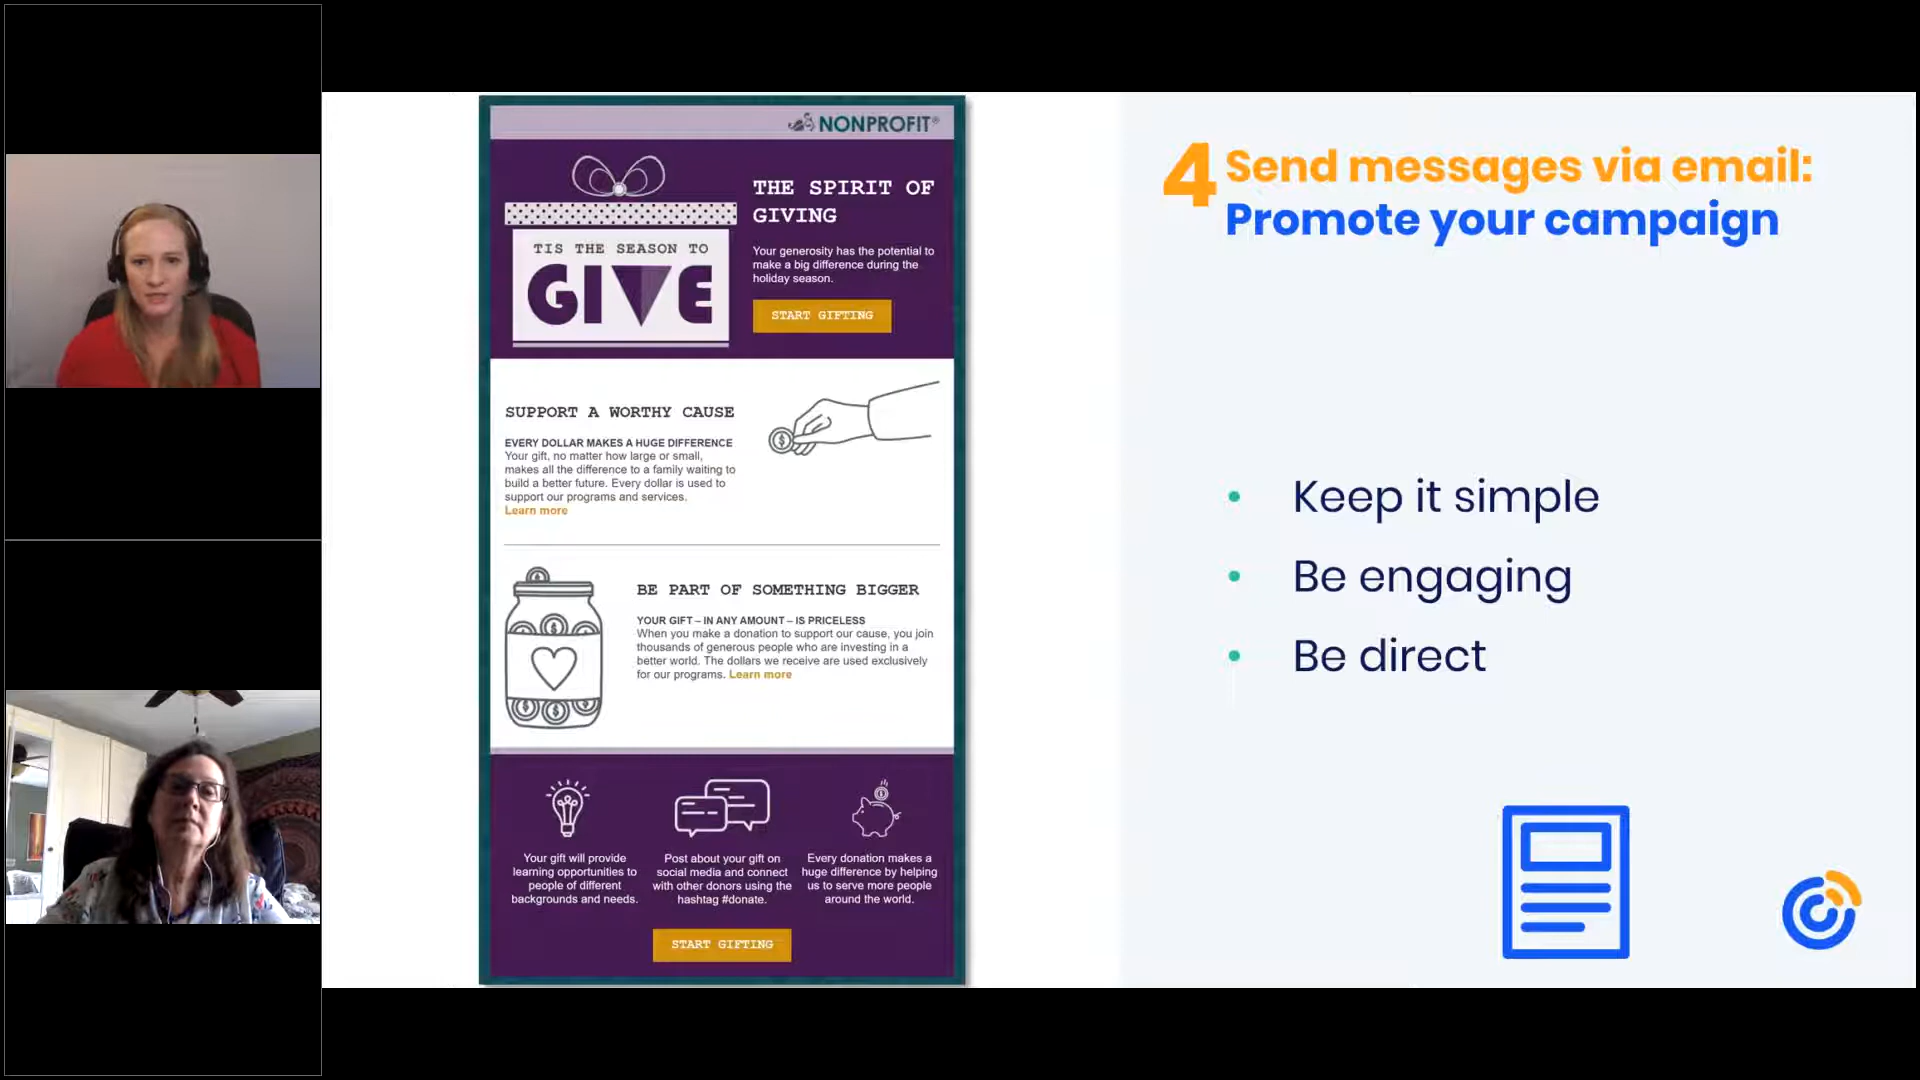 NONPROFIT®
TIS THE SEASON TO
GIVE
THE SPIRIT OF
GIVING
Your generosity has the potential to
make a big difference during the
holiday season.
START GIFTING
SUPPORT A WORTHY CAUSE
EVERY DOLLAR MAKES A HUGE DIFFERENCE
Your gift, no matter how large or small,
makes all the difference to a family waiting to
build a better future. Every dollar is used to
support our programs and services.
Learn more
BE PART OF SOMETHING BIGGER
YOUR GIFT – IN ANY AMOUNT – IS PRICELESS
When you make a donation to support our cause, you join
thousands of generous people who are investing in a
better world. The dollars we receive are used exclusively
for our programs. Learn more
Your gift will provide
learning opportunities to
people of different
backgrounds and needs.
Post about your gift on
social media and connect
with other donors using the
hashtag #donate.
Every donation makes a
huge difference by helping
us to serve more people
around the world.
START GIFTING
4 Send messages via email:
Promote your campaign
• Keep it simple
• Be engaging
• Be direct